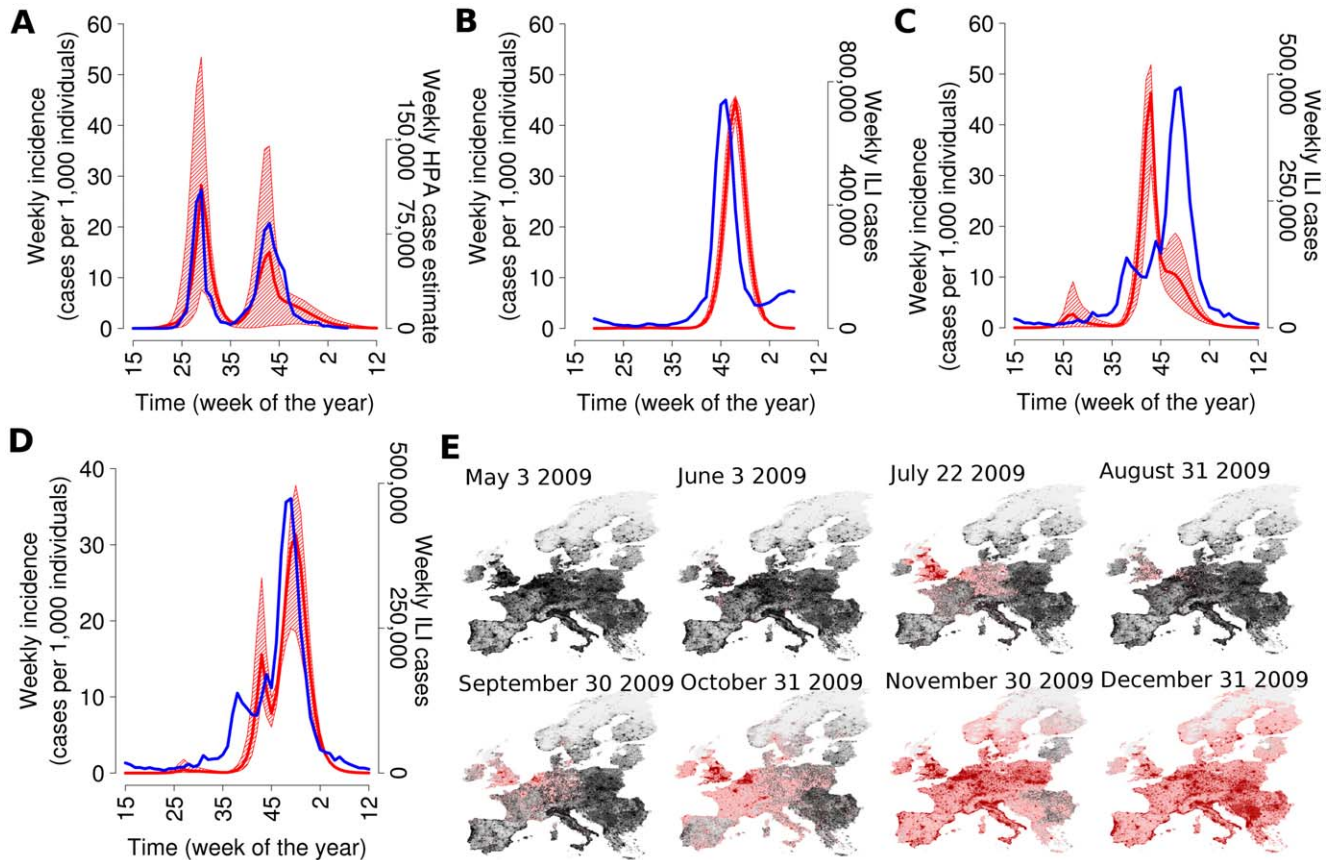 A
Weekly incidence
(cases per 1,000 individuals)
60
50
40
30
20
10
0
15
25
35
45
2
12
Time (week of the year)
150,000
75,000
0
Weekly HPA case estimate
B
Weekly incidence
(cases per 1,000 individuals)
60
50
40
30
20
10
0
15
25
35
45
2
12
Time (week of the year)
800,000
400,000
0
Weekly ILI cases
C
Weekly incidence
(cases per 1,000 individuals)
60
50
40
30
20
10
0
15
25
35
45
2
12
Time (week of the year)
500,000
250,000
0
Weekly ILI cases
D
Weekly incidence
(cases per 1,000 individuals)
40
30
20
10
0
15
25
35
45
2
12
Time (week of the year)
500,000
250,000
0
Weekly ILI cases
E
May 3 2009
June 3 2009
July 22 2009
August 31 2009
September 30 2009
October 31 2009
November 30 2009
December 31 2009